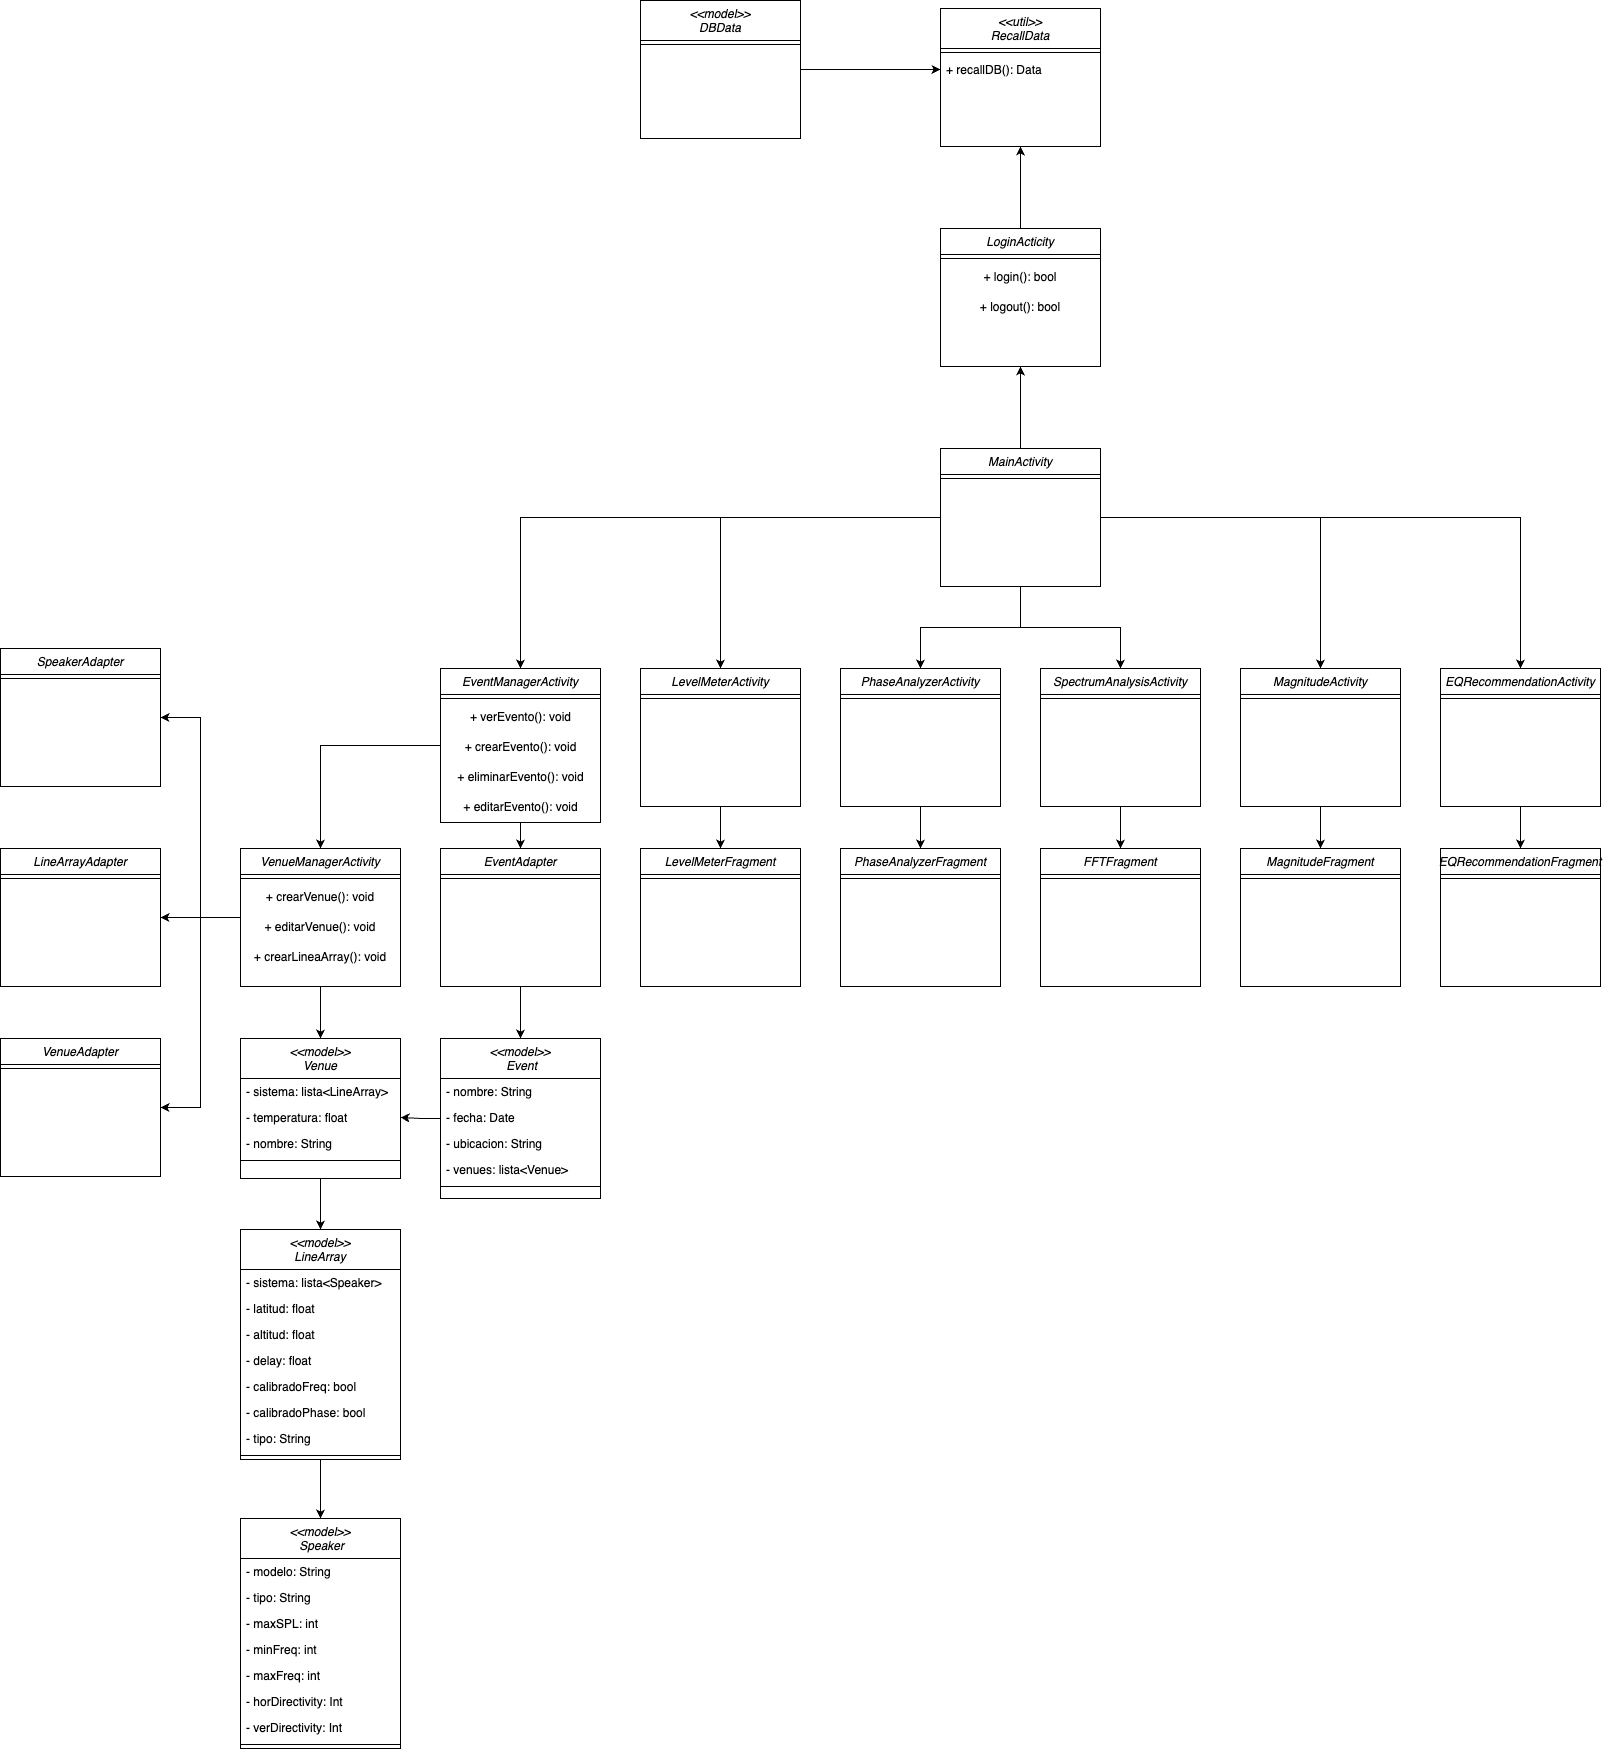 <<model>>
DBData
<<util>>
RecallData
+ recallDB(): Data
LoginActicity
+ login(): bool
+ logout(): bool
MainActivity
SpeakerAdapter
EventManagerActivity
+ verEvento(): void
+ crearEvento(): void
+ eliminarEvento(): void
+ editarEvento(): void
LevelMeterActivity
PhaseAnalyzerActivity
SpectrumAnalysisActivity
MagnitudeActivity
EQRecommendationActivity
LineArrayAdapter
VenueManagerActivity
+ crearVenue(): void
+ editarVenue(): void
+ crearLineaArray(): void
EventAdapter
LevelMeterFragment
PhaseAnalyzerFragment
FFTFragment
MagnitudeFragment
EQRecommendationFragment
VenueAdapter
<<model>>
Venue
- sistema: lista<LineArray>
- temperatura: float
- nombre: String
<<model>>
Event
- nombre: String
- fecha: Date
- ubicacion: String
- venues: lista<Venue>
<<model>>
LineArray
- sistema: lista<Speaker>
- latitud: float
- altitud: float
- delay: float
- calibradoFreq: bool
- calibradoPhase: bool
- tipo: String
<<model>>
Speaker
- modelo: String
- tipo: String
- maxSPL: int
- minFreq: int
- maxFreq: int
- horDirectivity: Int
- verDirectivity: Int